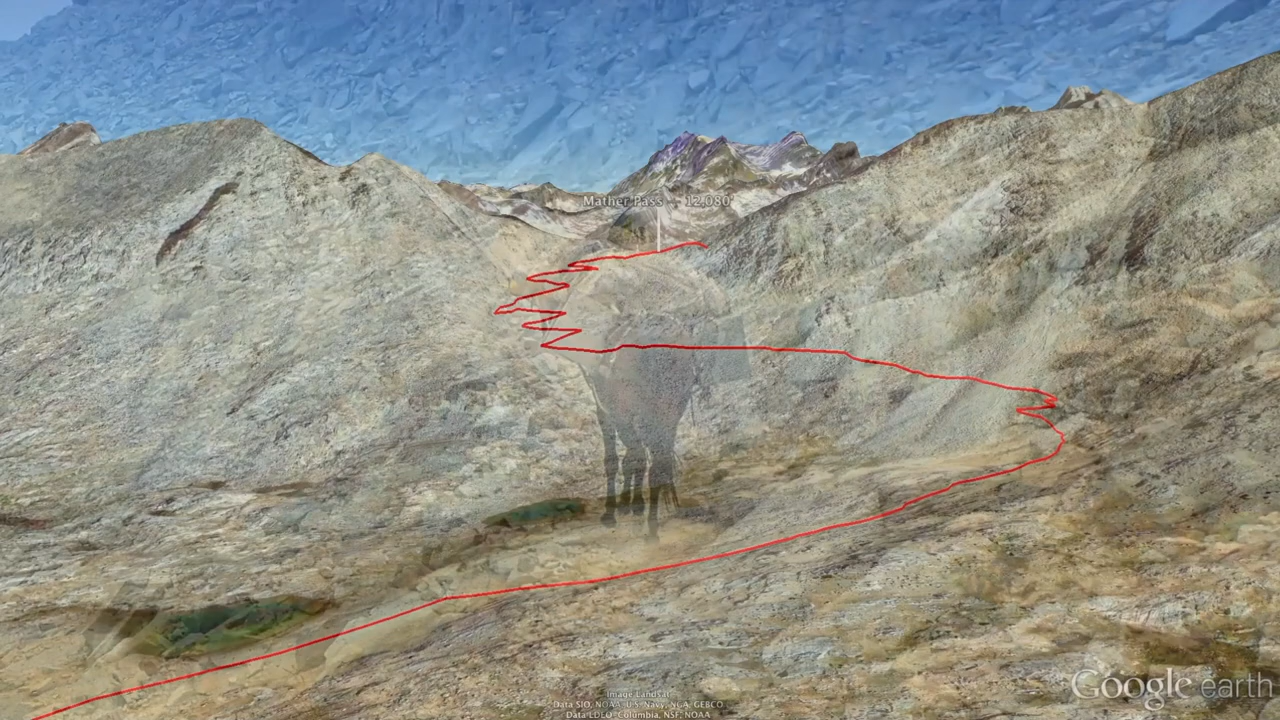 Mather Pass - 12,080'
Image Landsat
Data SIO, NOAA, U.S. Navy, NGA, GEBCO
Data LDEO-Columbia, NSF, NOAA
Google earth